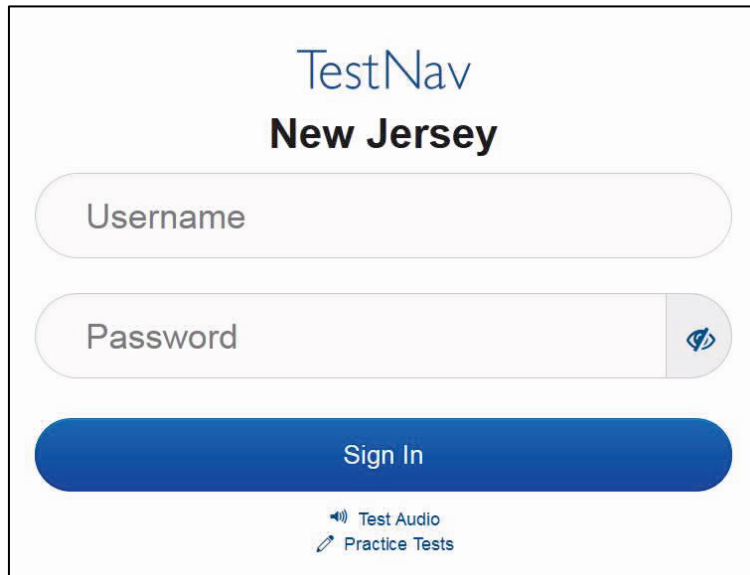 TestNav
New Jersey
Username
Password
Sign In
Test Audio
Practice Tests